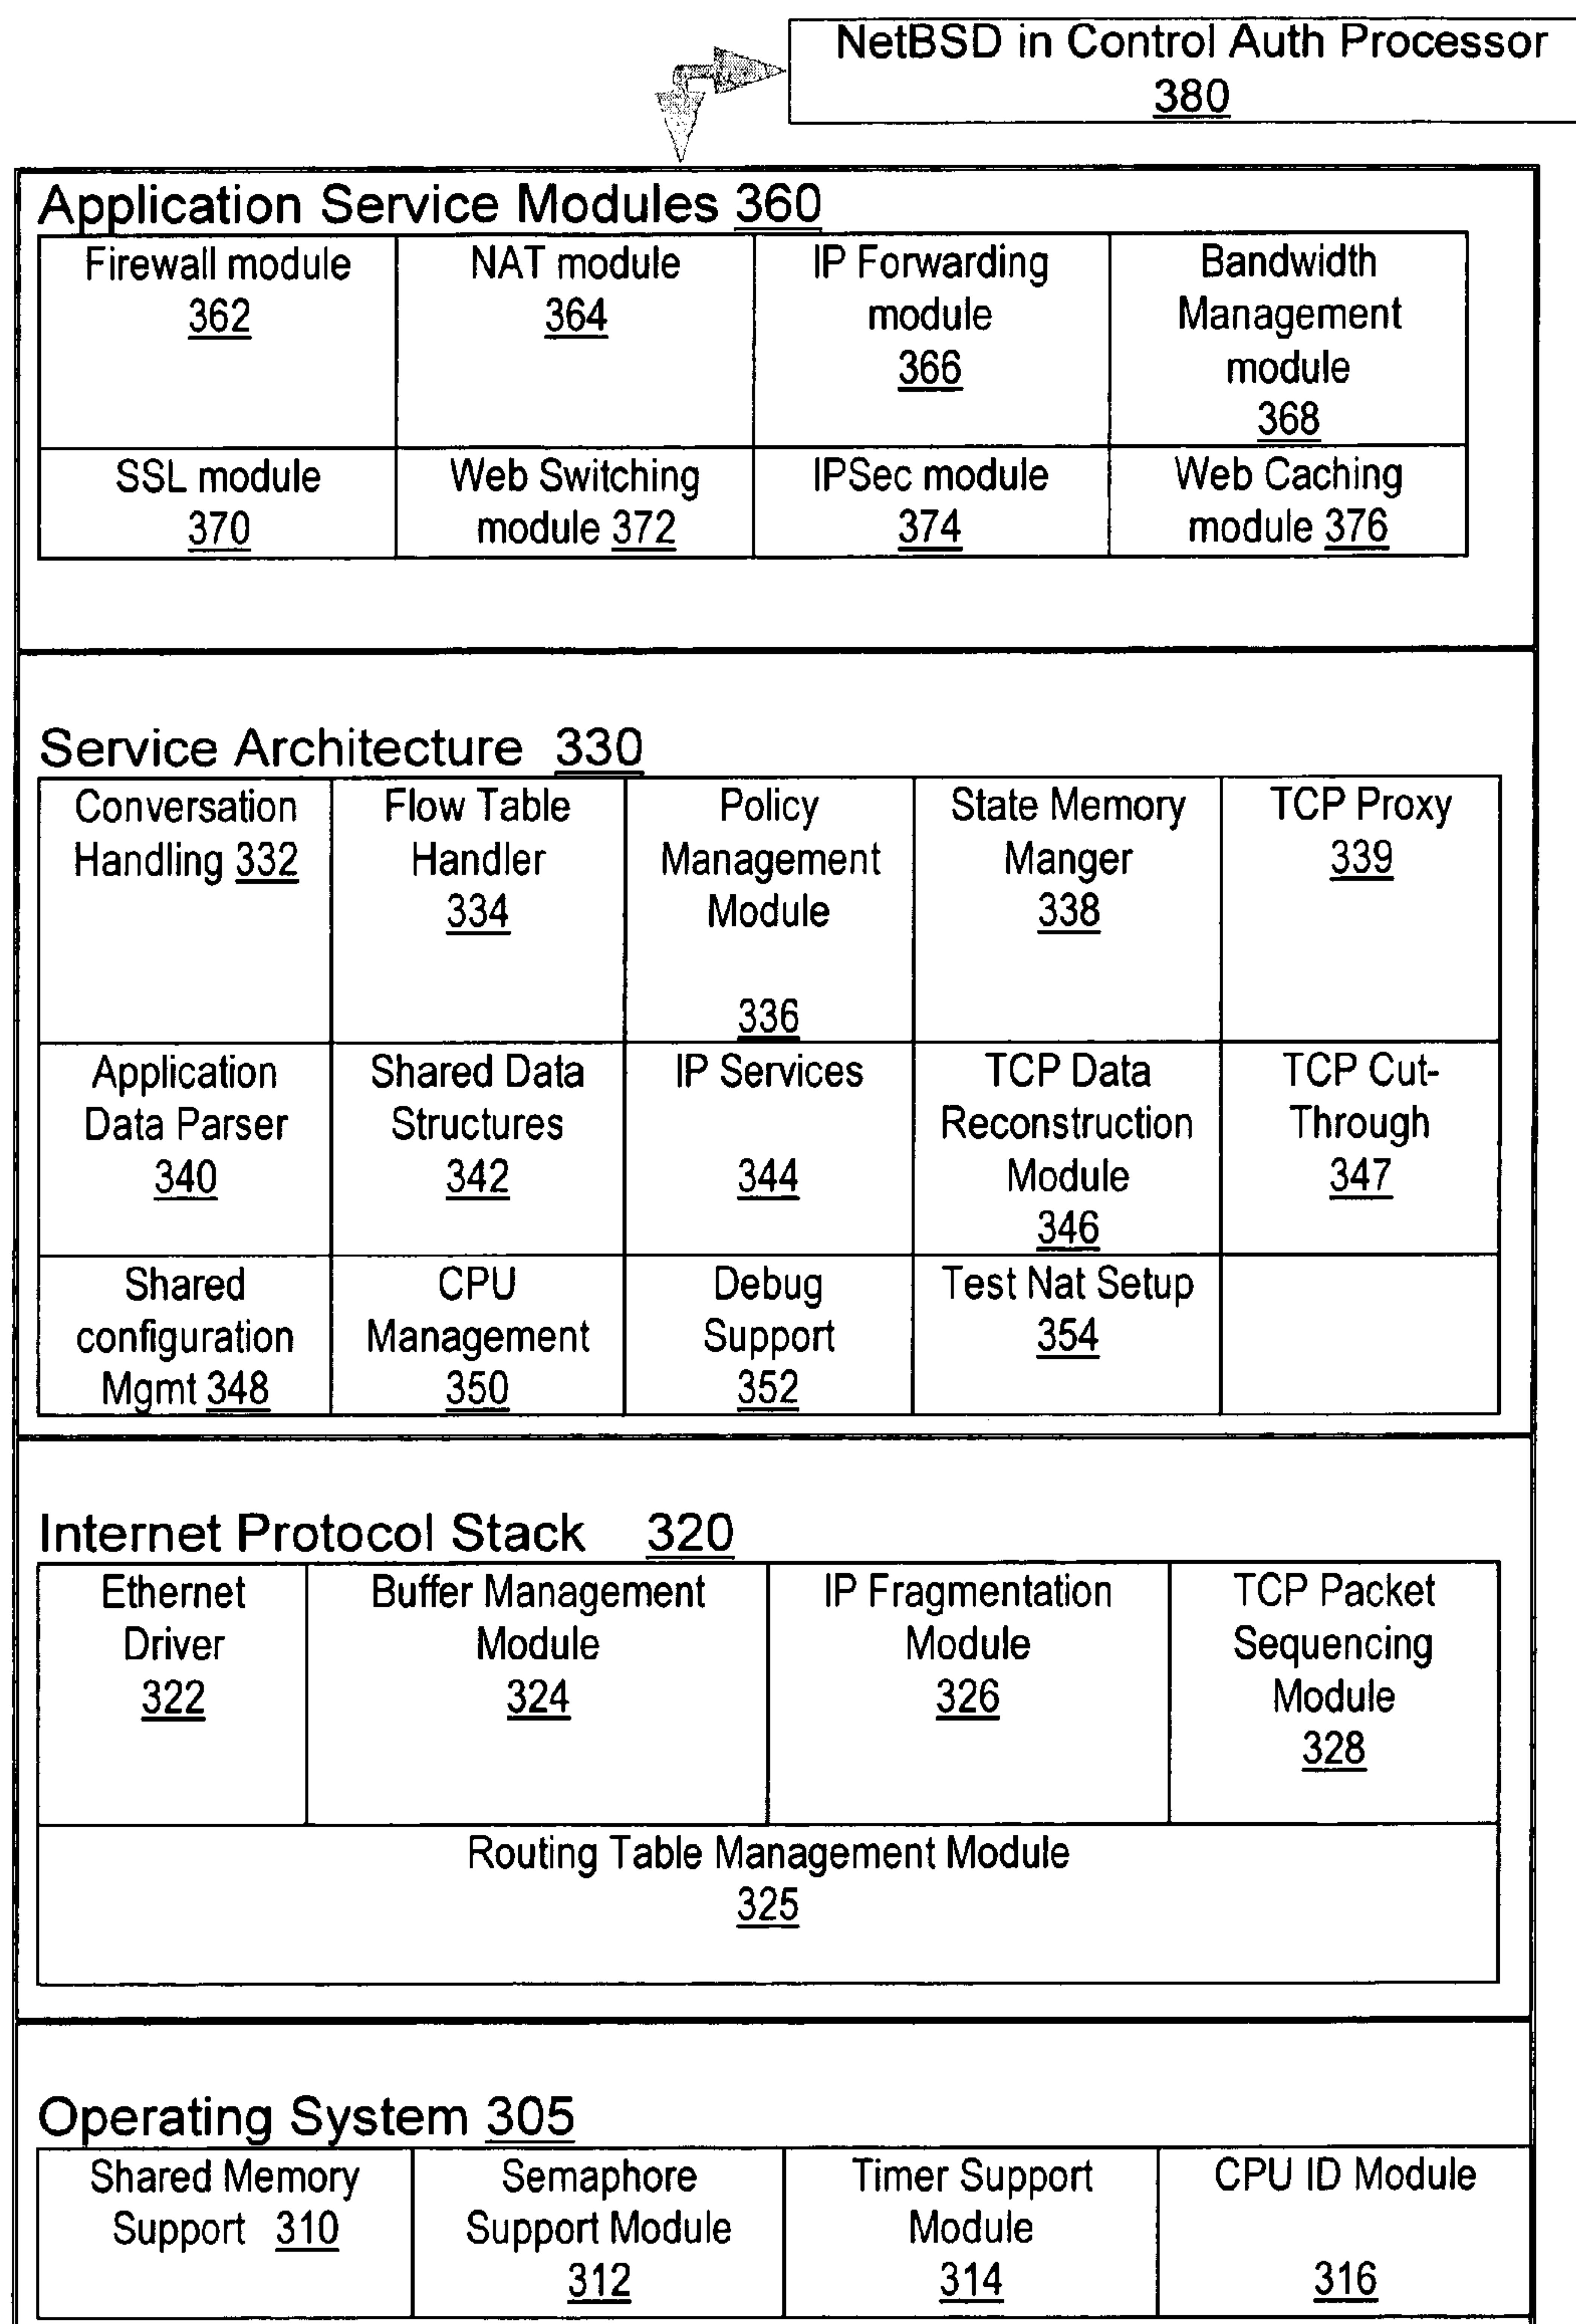 NetBSD in Control Auth Processor
380
Application Service Modules 360
Firewall module
362
NAT module
364
IP Forwarding
module
366
Bandwidth
Management
module
368
SSL module
370
Web Switching
module 372
IPSec module
374
Web Caching
module 376
Service Architecture 330
Conversation
Handling 332
Flow Table
Handler
334
Policy
Management
Module
336
State Memory
Manger
338
TCP Proxy
339
Application
Data Parser
340
Shared Data
Structures
342
IP Services
344
TCP Data
Reconstruction
Module
346
TCP Cut-
Through
347
Shared
configuration
Mgmt 348
CPU
Management
350
Debug
Support
352
Test Nat Setup
354
Internet Protocol Stack 320
Ethernet
Driver
322
Buffer Management
Module
324
IP Fragmentation
Module
326
TCP Packet
Sequencing
Module
328
Routing Table Management Module
325
Operating System 305
Shared Memory
Support 310
Semaphore
Support Module
312
Timer Support
Module
314
CPU ID Module
316